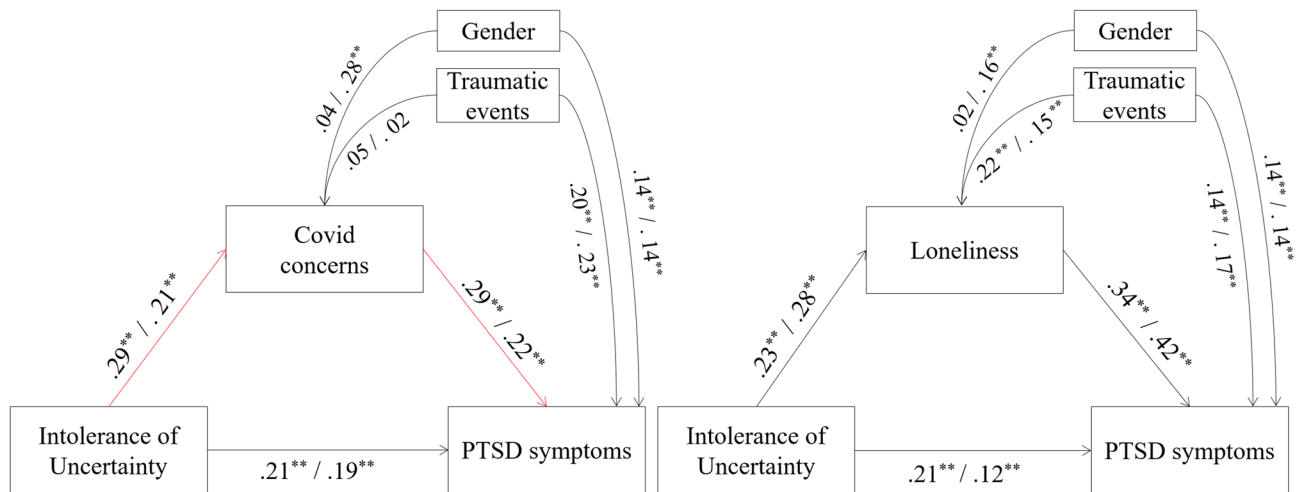 Gender
Traumatic
events
.04 / .28**
.05 / .02
.20** / .23**
.14** / .14**
Covid
concerns
.29** / .21**
.29** / .22**
Intolerance of
Uncertainty
PTSD symptoms
.21** / .19**
Gender
Traumatic
events
.02 / .16**
.22** / .15**
.14** / .17**
.14** / .14**
Loneliness
.23** / .28**
.34** / .42**
Intolerance of
Uncertainty
PTSD symptoms
.21** / .12**